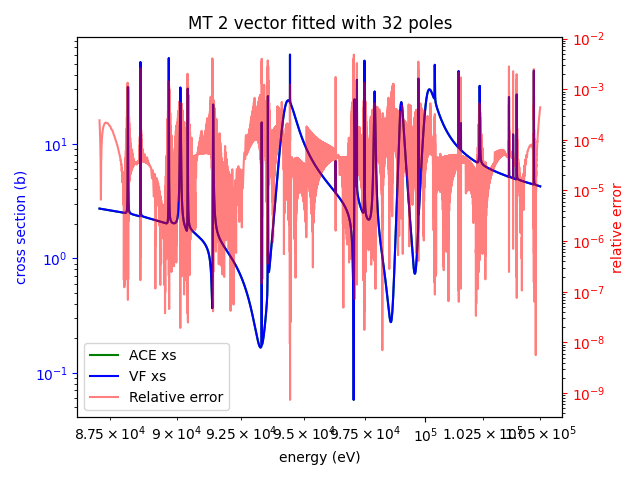 MT 2 vector fitted with 32 poles
10⁻²
10⁻³
10⁻⁴
10⁻⁵
10⁻⁶
10⁻⁷
10⁻⁸
10⁻⁹
relative error
10¹
10⁰
10⁻¹
cross section (b)
ACE xs
VF xs
Relative error
8.75 × 10⁴ 9 × 10⁴ 9.25 × 10⁴ 9.5 × 10⁴ 9.75 × 10⁴ 10⁵ 1.025 × 10⁵ 1.05 × 10⁵
energy (eV)